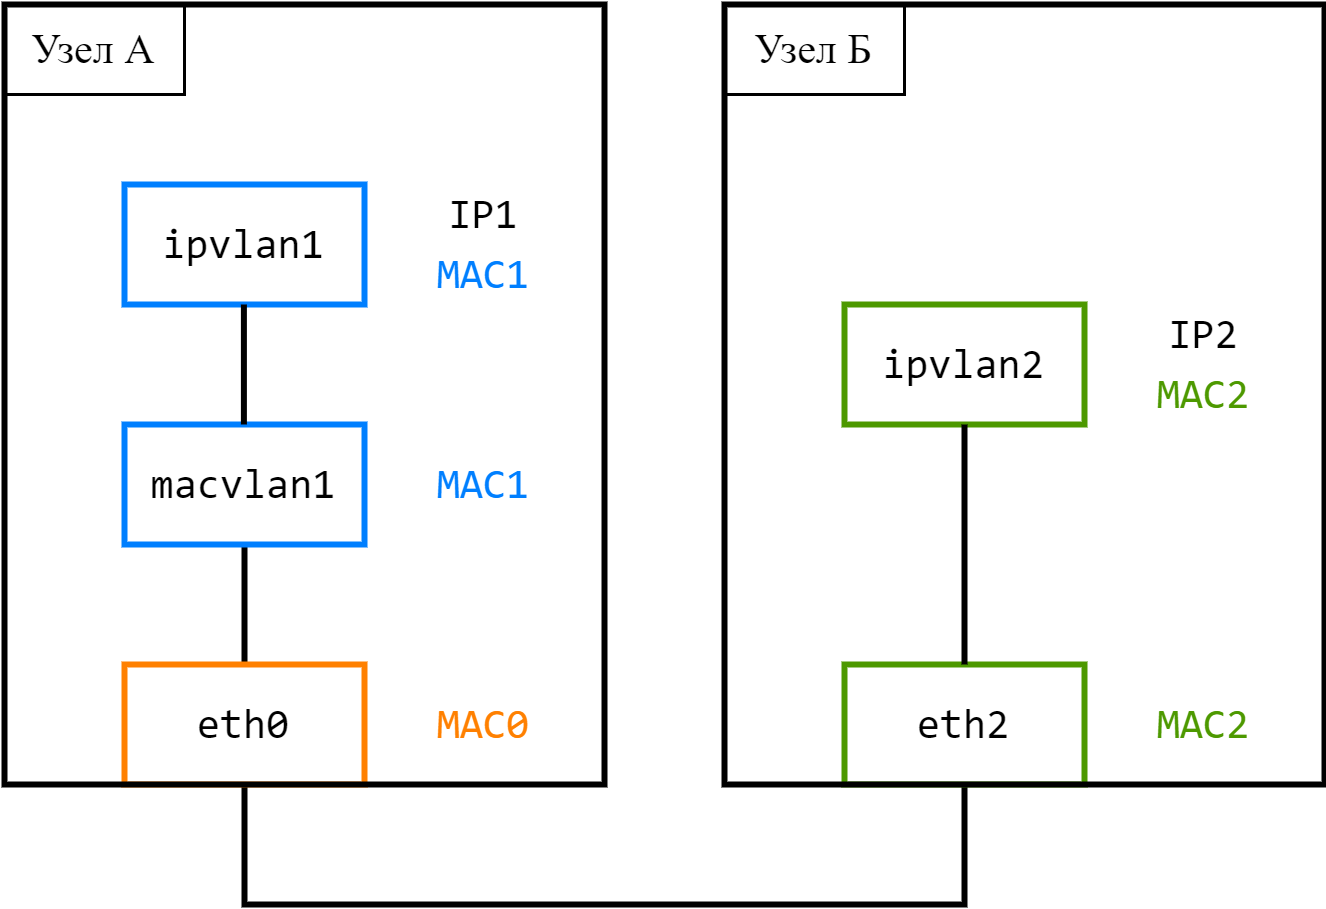 Узел А
ipvlan1
IP1
MAC1
macvlan1
MAC1
eth0
MAC0
Узел Б
ipvlan2
IP2
MAC2
eth2
MAC2